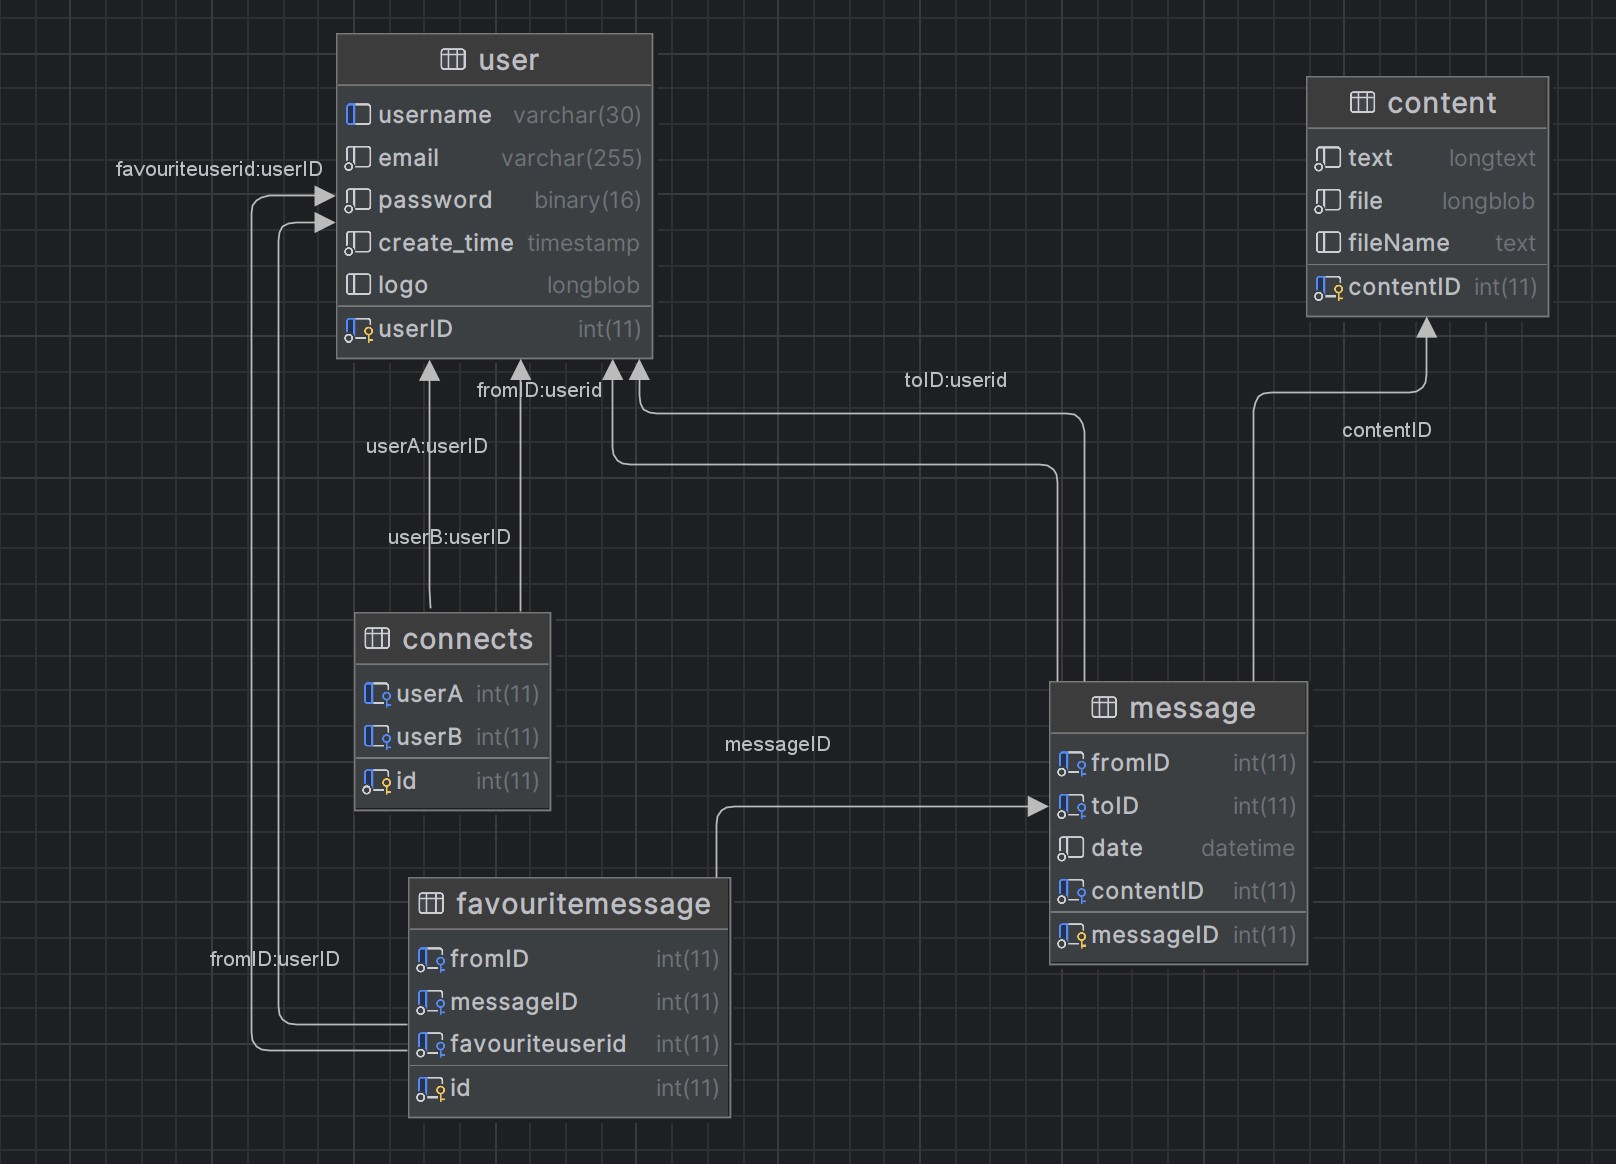 user
username varchar(30)
email varchar(255)
password binary(16)
create_time timestamp
logo longblob
userID int(11)
content
text longtext
file longblob
fileName text
contentID int(11)
favouriteuserid:userID
fromID:userid
toID:userid
contentID
userA:userID
userB:userID
connects
userA int(11)
userB int(11)
id int(11)
message
fromID int(11)
toID int(11)
date datetime
contentID int(11)
messageID int(11)
messageID
favouritemessage
fromID int(11)
messageID int(11)
favouriteuserid int(11)
id int(11)
fromID:userID